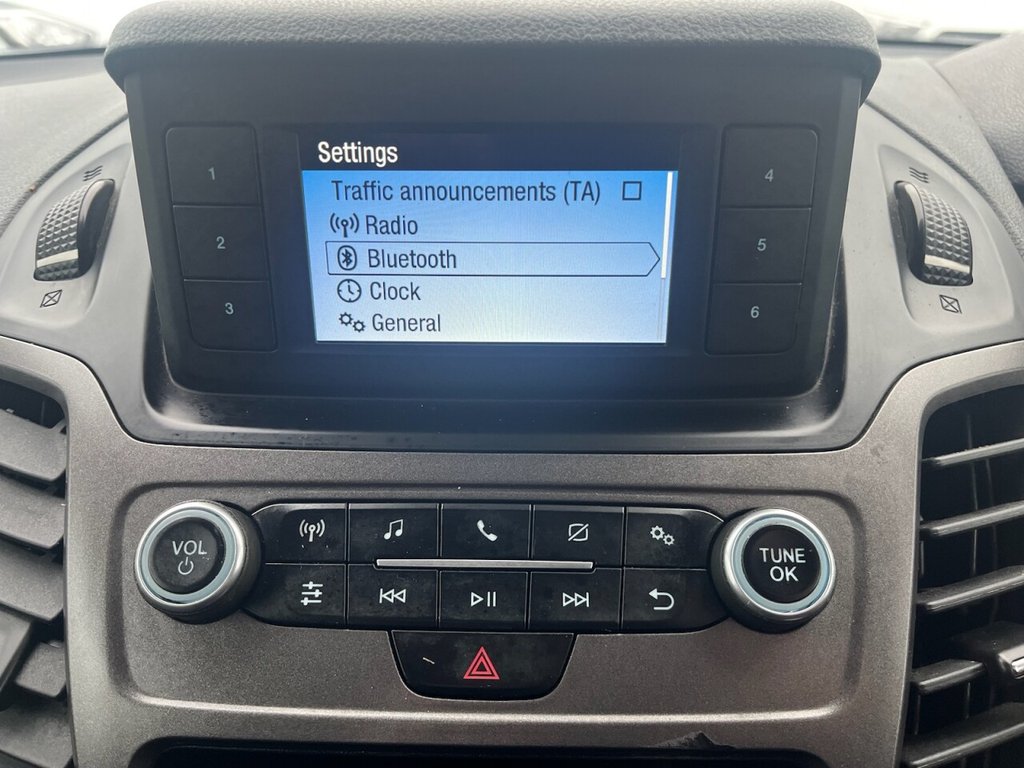 Settings
Traffic announcements (TA)
Radio
Bluetooth
Clock
General
1
2
3
4
5
6
VOL
TUNE
OK